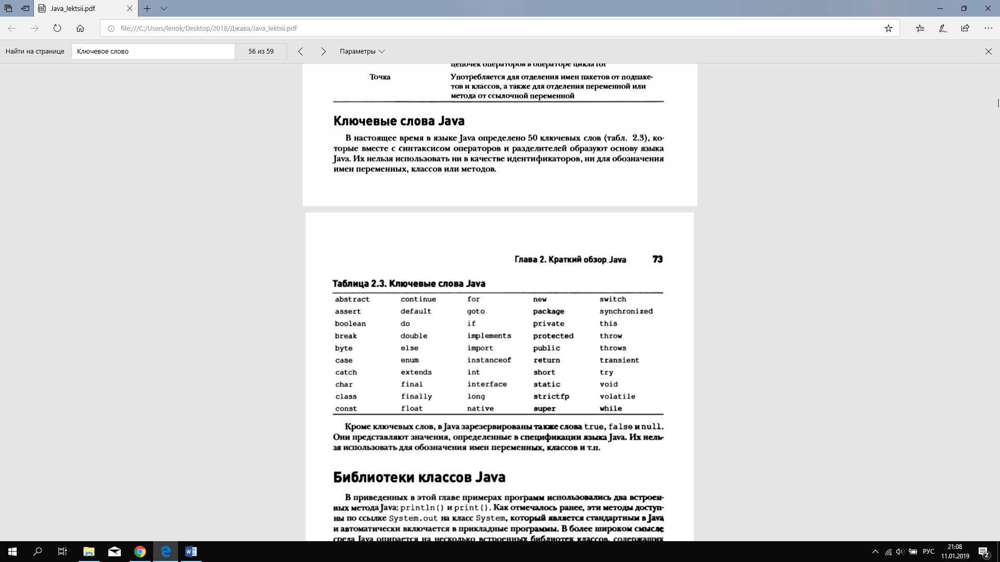 Java_lektsii.pdf
file:///C:/Users/lenok/Desktop/2018/Джава/Java_lektsii.pdf
Найти на странице Ключевое слово 56 из 59 Параметры
цепочек операторов в операторе цикла for
Точка Употребляется для отделения имен пакетов от подпаке-
тов и классов, а также для отделения переменной или
метода от ссылочной переменной
Ключевые слова Java
В настоящее время в языке Java определено 50 ключевых слов (табл. 2.3), ко-
торые вместе с синтаксисом операторов и разделителей образуют основу языка
Java. Их нельзя использовать ни в качестве идентификаторов, ни для обозначения
имен переменных, классов или методов.
Глава 2. Краткий обзор Java 73
Таблица 2.3. Ключевые слова Java
abstract continue for new switch
assert default goto package synchronized
boolean do if private this
break double implements protected throw
byte else import public throws
case enum instanceof return transient
catch extends int short try
char final interface static void
class finally long strictfp volatile
const float native super while
Кроме ключевых слов, в Java зарезервированы также слова true, false и null.
Они представляют значения, определенные в спецификации языка Java. Их нель-
зя использовать для обозначения имен переменных, классов и т.п.
Библиотеки классов Java
В приведенных в этой главе примерах программ использовались два встроен-
ных метода Java: println() и print(). Как отмечалось ранее, эти методы доступ-
ны по ссылке System.out на класс System, который является стандартным в Java
и автоматически включается в прикладные программы. В более широком смысле
среда Java опирается на несколько встроенных библиотек классов, содержащих
РУС 21:08
11.01.2019 2